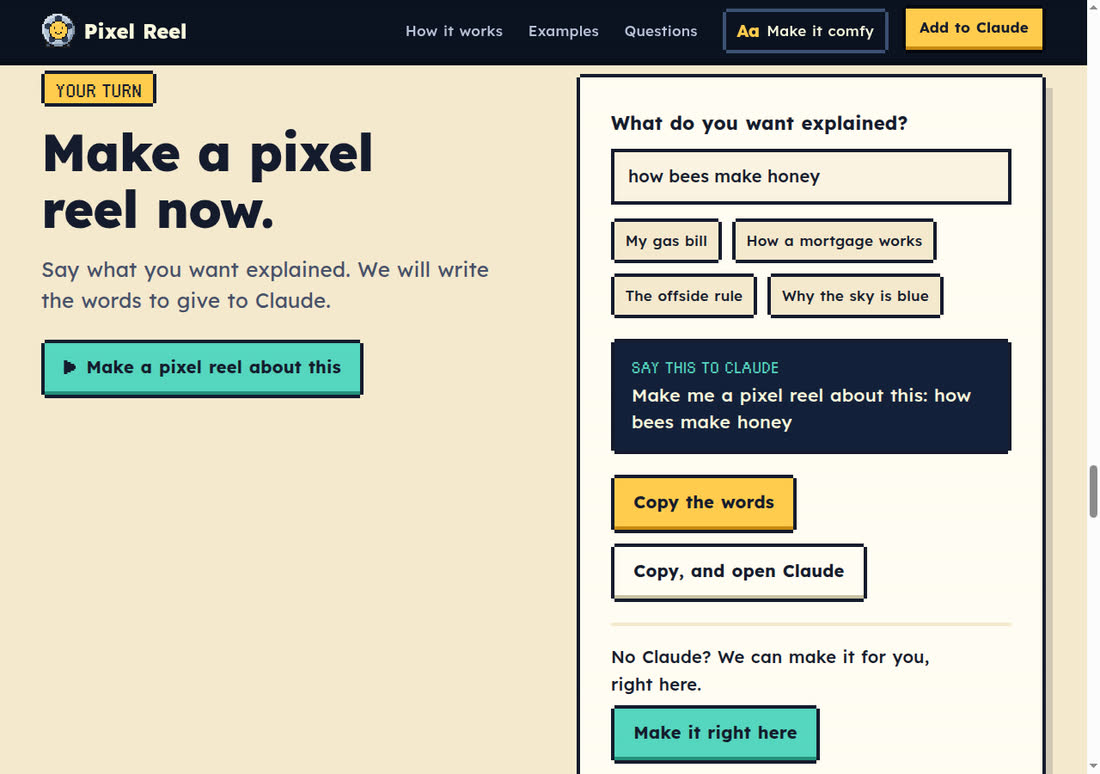 Pixel Reel
How it works
Examples
Questions
Aa Make it comfy
Add to Claude
YOUR TURN
Make a pixel
reel now.
Say what you want explained. We will write
the words to give to Claude.
Make a pixel reel about this
What do you want explained?
how bees make honey
My gas bill
How a mortgage works
The offside rule
Why the sky is blue
SAY THIS TO CLAUDE
Make me a pixel reel about this: how
bees make honey
Copy the words
Copy, and open Claude
No Claude? We can make it for you,
right here.
Make it right here